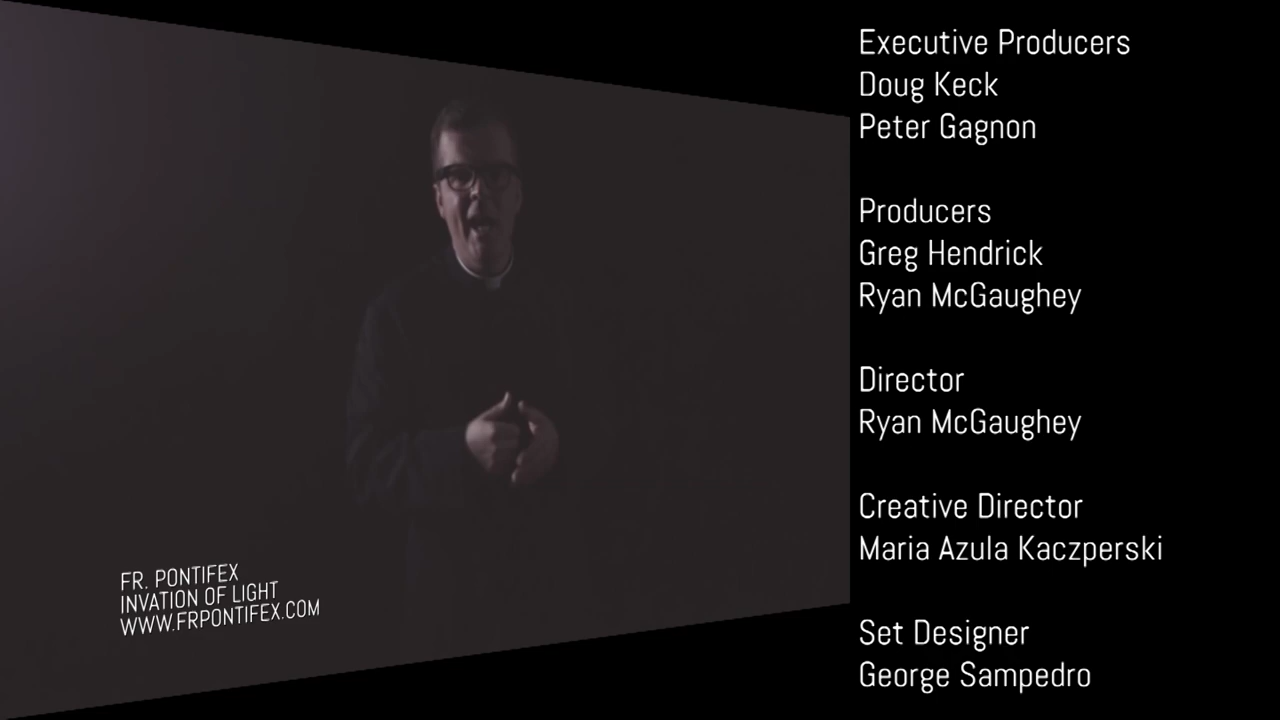 Executive Producers
Doug Keck
Peter Gagnon
Producers
Greg Hendrick
Ryan McGaughey
Director
Ryan McGaughey
Creative Director
Maria Azula Kaczperski
Set Designer
George Sampedro
FR. PONTIFEX
INVATION OF LIGHT
WWW.FRPONTIFEX.COM